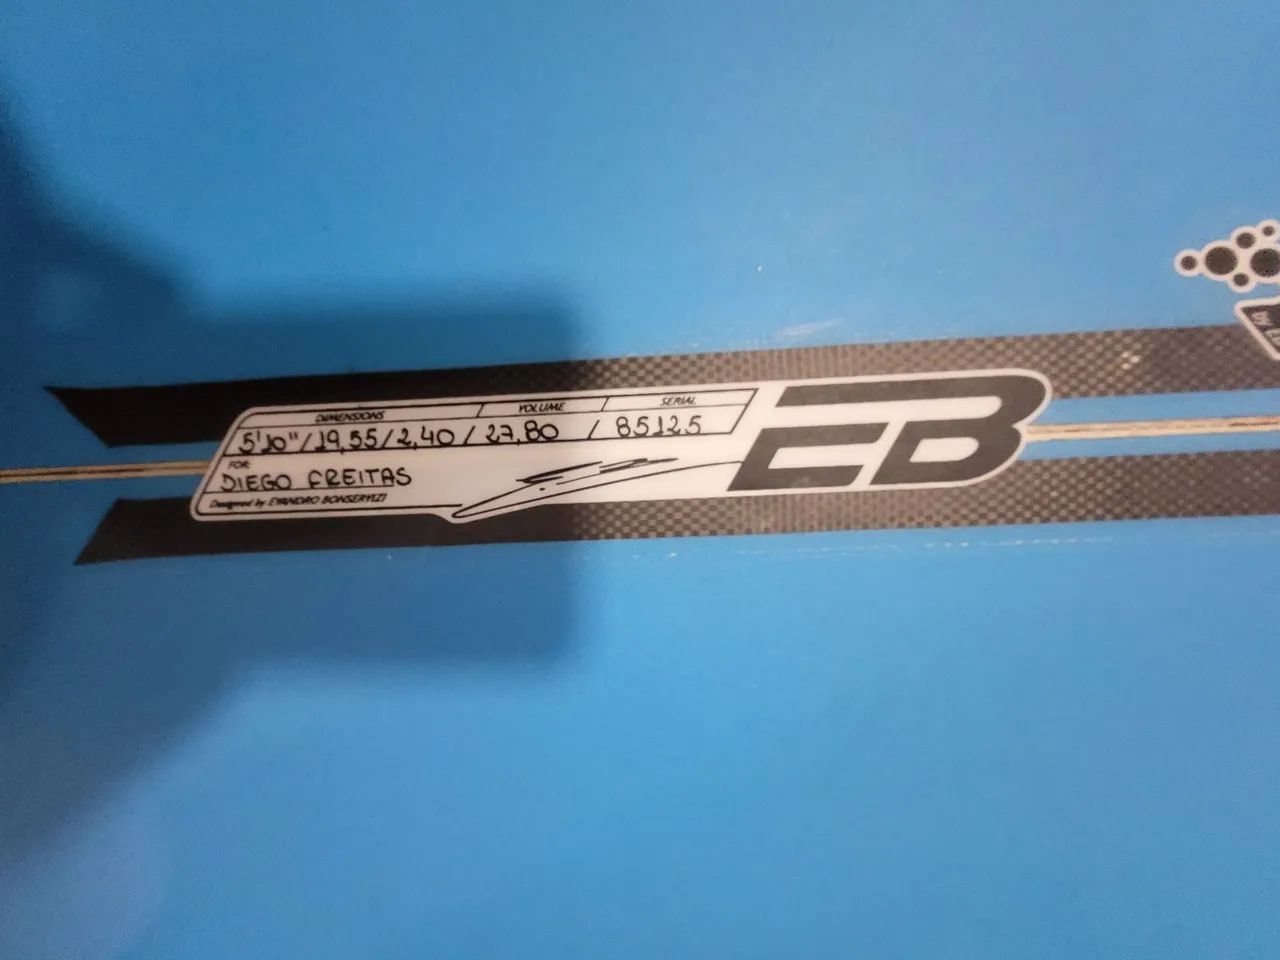 DIMENSIONS VOLUME SERIAL
5'10"/19,55/2,40/27,80/85125
FOR:
DIEGO FREITAS
Designed by EVANDRO BONSERVIZI
EB